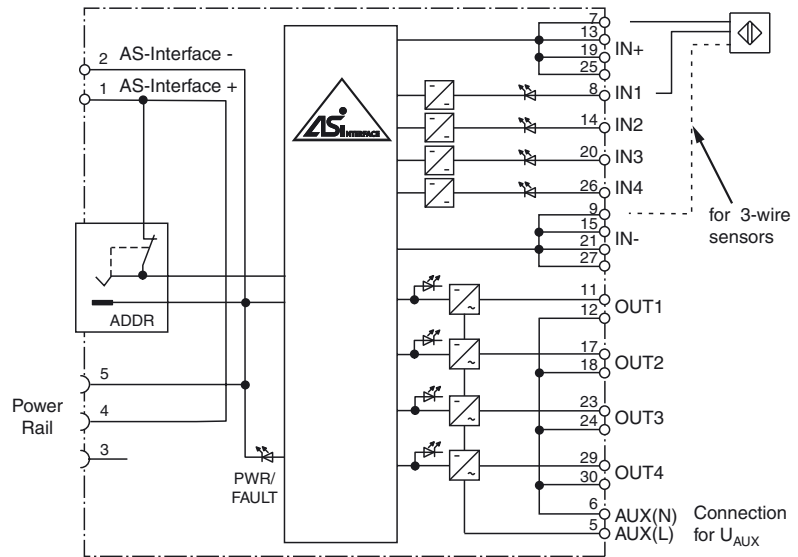 2 AS-Interface -
1 AS-Interface +
ASi INTERFACE
ADDR
Power
Rail
5
4
3
PWR/
FAULT
7
13
19
25
IN+
8 IN1
14 IN2
20 IN3
26 IN4
9
15
21
27
IN-
for 3-wire
sensors
11
12
OUT1
17
18
OUT2
23
24
OUT3
29
30
OUT4
6 AUX(N)
5 AUX(L)
Connection
for UAUX